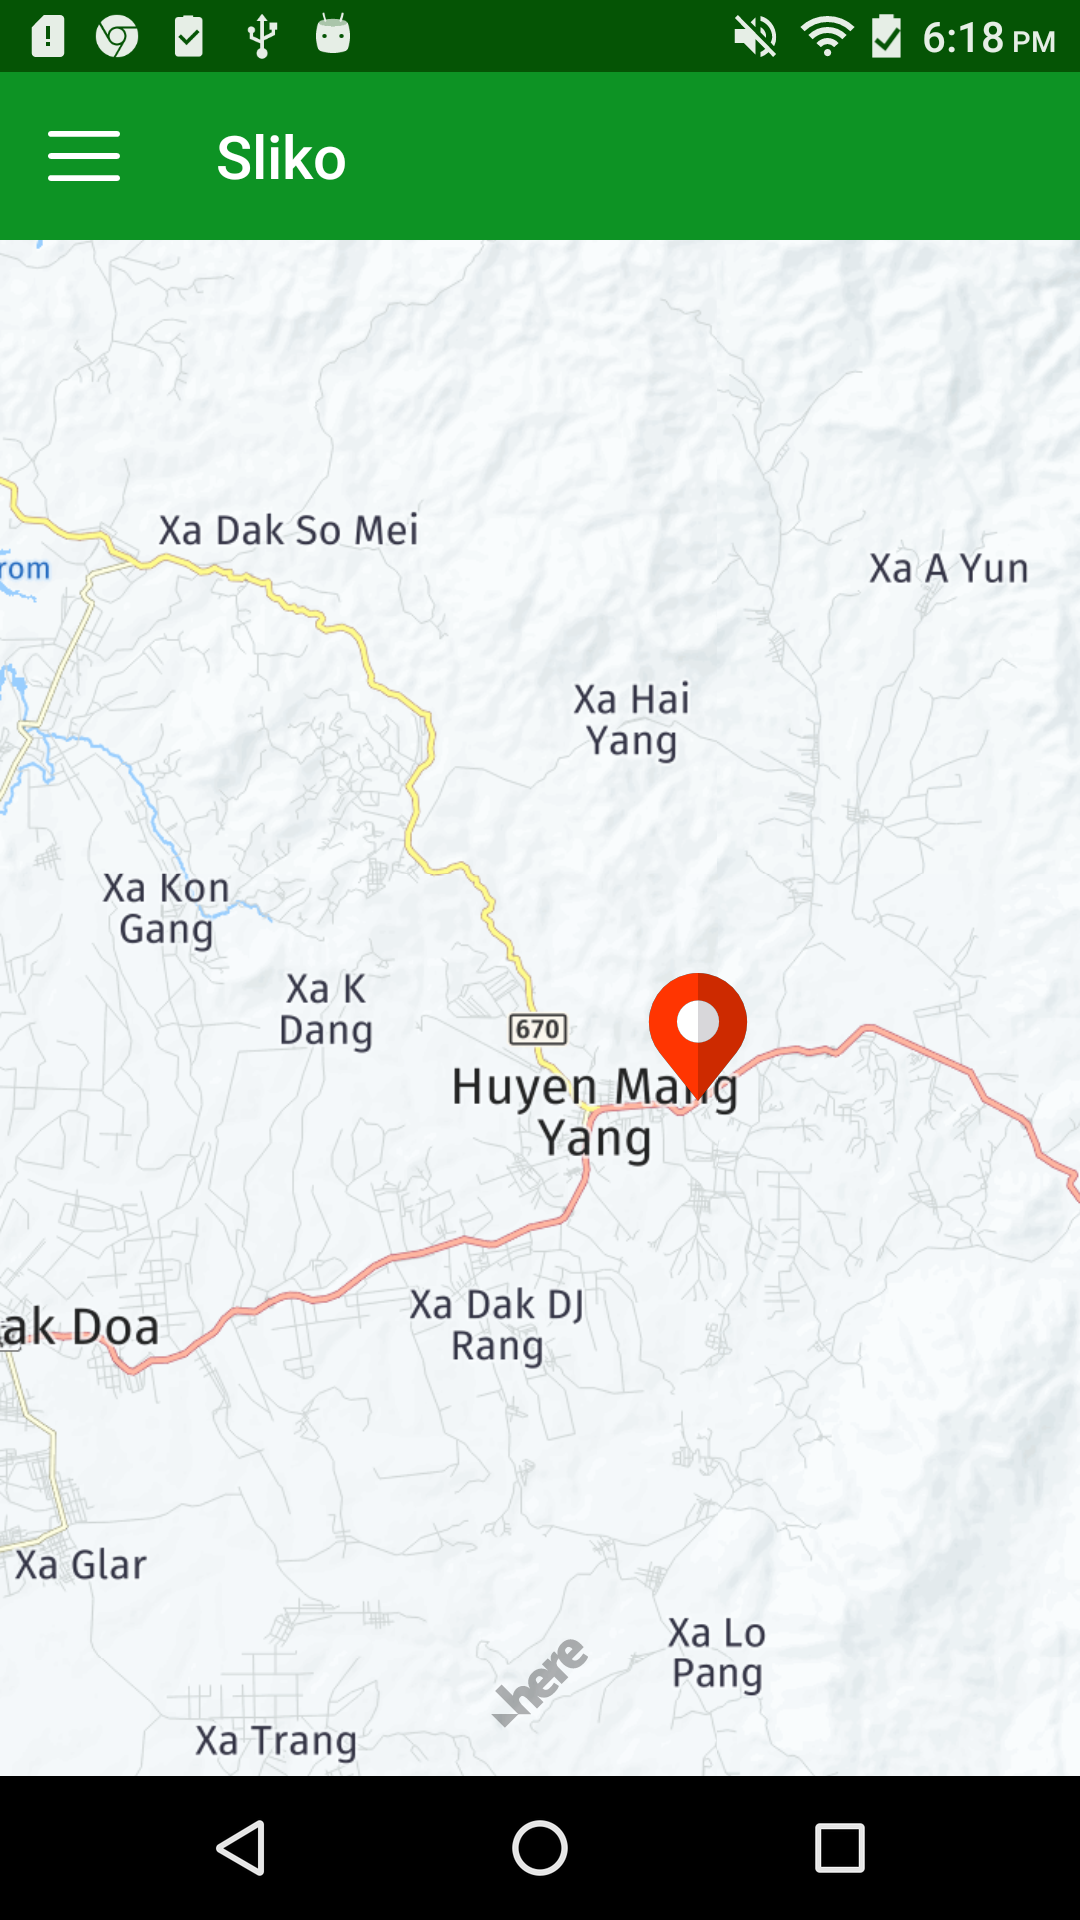 6:18 PM
Sliko
Xa Dak So Mei
Xa A Yun
rom
Xa Hai
Yang
Xa Kon
Gang
Xa K
Dang
670
Huyen Mang
Yang
Xa Dak DJ
Rang
ak Doa
Xa Glar
Xa Lo
Pang
here
Xa Trang